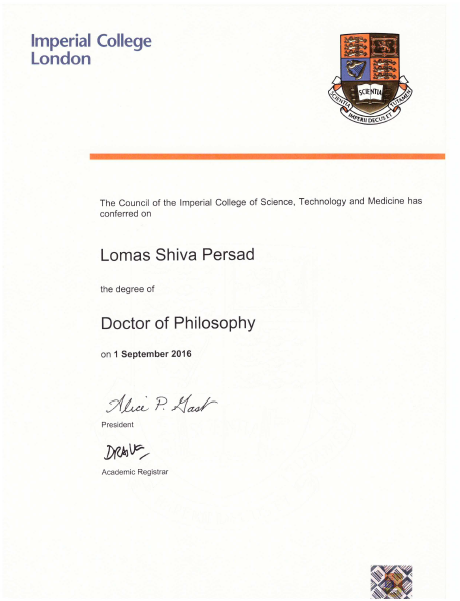 Imperial College
London
SCIENTIA
SCIENTIA
IMPERII DECUS ET
TUTAMEN
The Council of the Imperial College of Science, Technology and Medicine has
conferred on
Lomas Shiva Persad
the degree of
Doctor of Philosophy
on 1 September 2016
Alice P. Gast
President
Academic Registrar